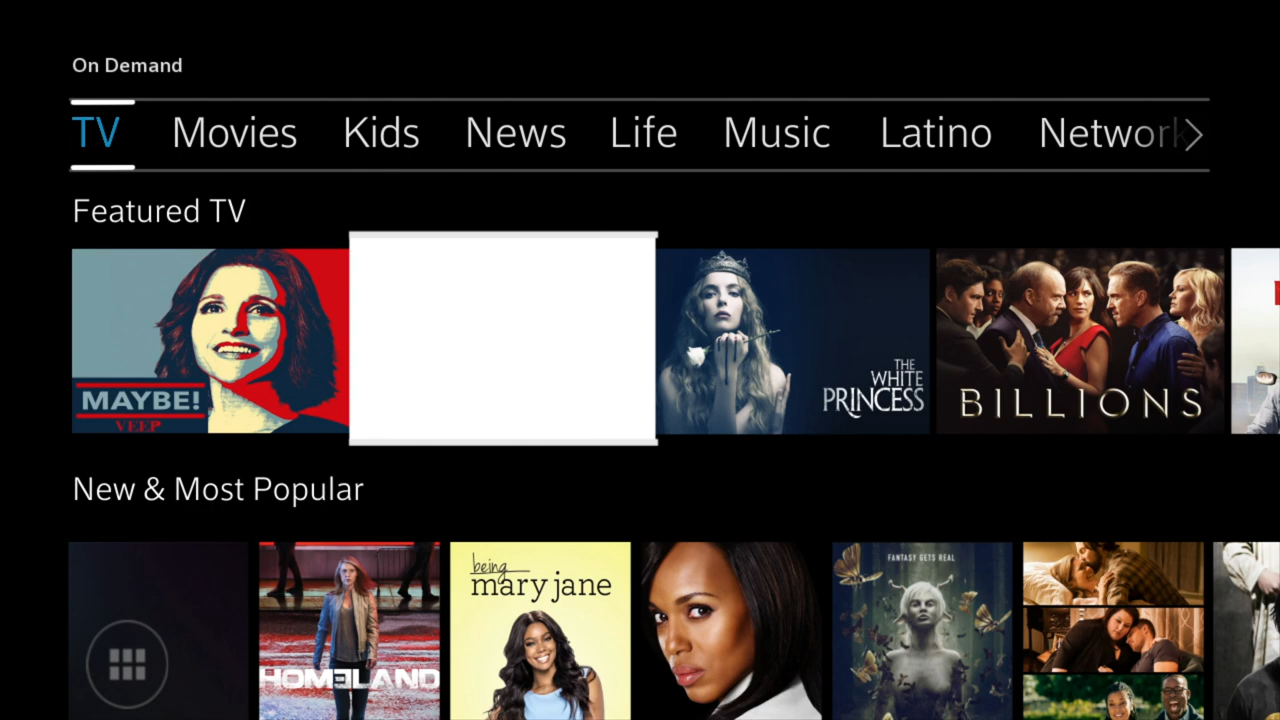 On Demand
TV Movies Kids News Life Music Latino Network
Featured TV
MAYBE!
VEEP
THE
WHITE
PRINCESS
BILLIONS
New & Most Popular
HOMELAND
being
mary jane
FANTASY GETS REAL